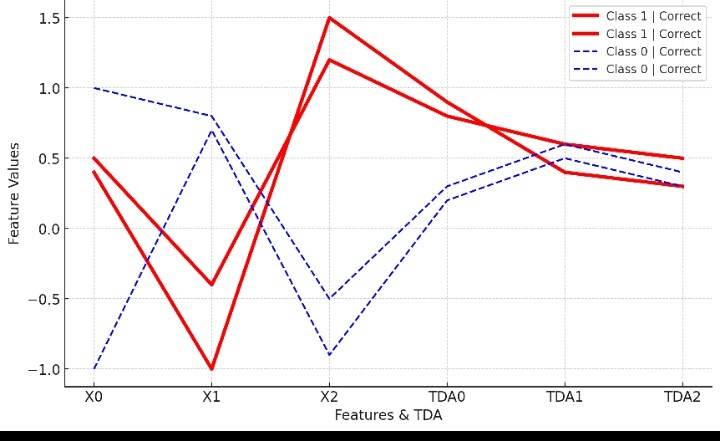 Class 1 | Correct
Class 1 | Correct
Class 0 | Correct
Class 0 | Correct
1.5
1.0
0.5
0.0
−0.5
−1.0
Feature Values
X0 X1 X2 TDA0 TDA1 TDA2
Features & TDA